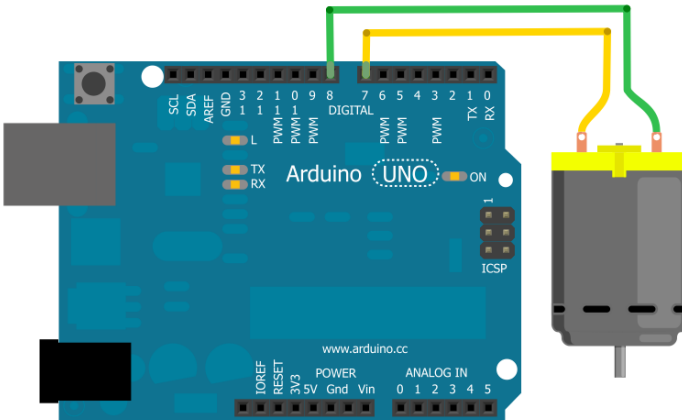 SCL
SDA
AREF
GND
13
12
PWM 11
PWM 10
PWM 9
8
7
PWM 6
PWM 5
4
PWM 3
2
TX 1
RX 0
DIGITAL
L
TX
RX
Arduino UNO
ON
1
ICSP
www.arduino.cc
POWER
ANALOG IN
IOREF
RESET
3V3
5V Gnd Vin
0 1 2 3 4 5